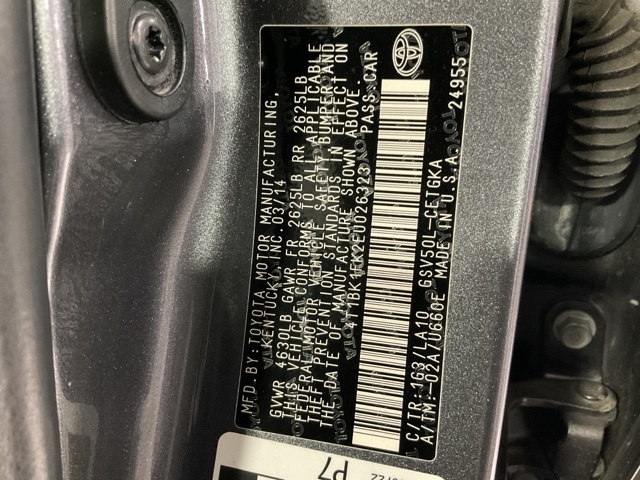 MFD.BY:TOYOTA MOTOR MANUFACTURING,
KENTUCKY, INC. 03/14
GVWR 4630LB GAWR FR 2625LB RR 2625LB
THIS VEHICLE CONFORMS TO ALL APPLICABLE
FEDERAL MOTOR VEHICLE SAFETY, BUMPER, AND
THEFT PREVENTION STANDARDS IN EFFECT ON
THE DATE OF MANUFACTURE SHOWN ABOVE.
4T1BK1FK2EU026323 PASS.CAR
C/TR: 1G3/LA10 GSV50L-CETGKA
A/TM: -02A/U660E MADE IN U.S.A.
24955
P7